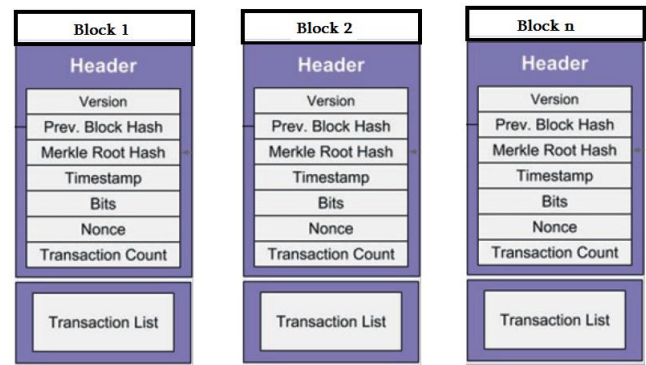 Block 1
Header
Version
Prev. Block Hash
Merkle Root Hash
Timestamp
Bits
Nonce
Transaction Count
Transaction List
Block 2
Header
Version
Prev. Block Hash
Merkle Root Hash
Timestamp
Bits
Nonce
Transaction Count
Transaction List
Block n
Header
Version
Prev. Block Hash
Merkle Root Hash
Timestamp
Bits
Nonce
Transaction Count
Transaction List